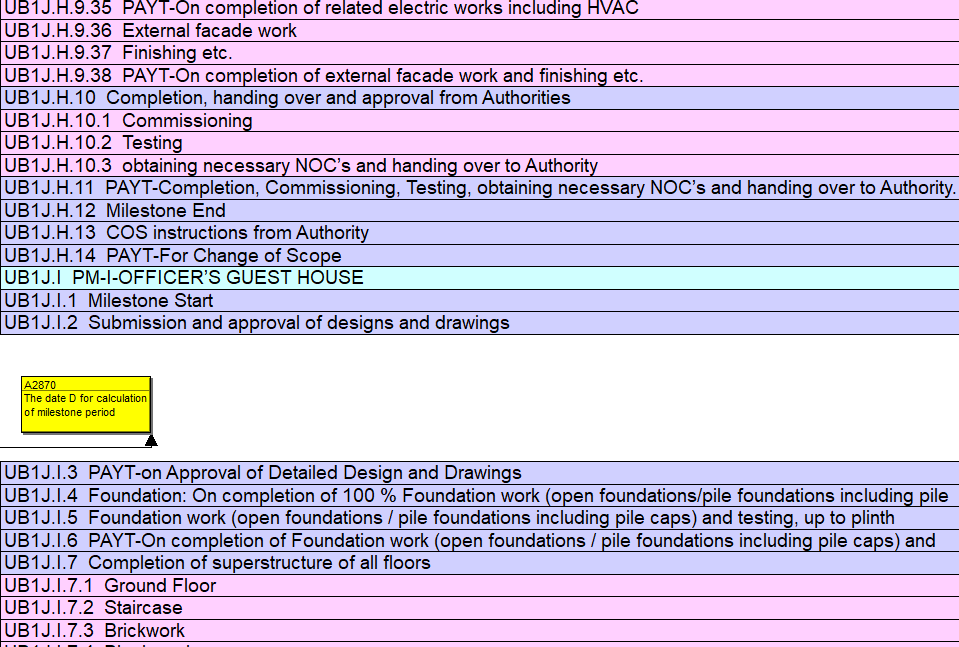 UB1J.H.9.35 PAYT-On completion of related electric works including HVAC
UB1J.H.9.36 External facade work
UB1J.H.9.37 Finishing etc.
UB1J.H.9.38 PAYT-On completion of external facade work and finishing etc.
UB1J.H.10 Completion, handing over and approval from Authorities
UB1J.H.10.1 Commissioning
UB1J.H.10.2 Testing
UB1J.H.10.3 obtaining necessary NOC’s and handing over to Authority
UB1J.H.11 PAYT-Completion, Commissioning, Testing, obtaining necessary NOC’s and handing over to Authority.
UB1J.H.12 Milestone End
UB1J.H.13 COS instructions from Authority
UB1J.H.14 PAYT-For Change of Scope
UB1J.I PM-I-OFFICER’S GUEST HOUSE
UB1J.I.1 Milestone Start
UB1J.I.2 Submission and approval of designs and drawings
A2870
The date D for calculation
of milestone period
UB1J.I.3 PAYT-on Approval of Detailed Design and Drawings
UB1J.I.4 Foundation: On completion of 100 % Foundation work (open foundations/pile foundations including pile
UB1J.I.5 Foundation work (open foundations / pile foundations including pile caps) and testing, up to plinth
UB1J.I.6 PAYT-On completion of Foundation work (open foundations / pile foundations including pile caps) and
UB1J.I.7 Completion of superstructure of all floors
UB1J.I.7.1 Ground Floor
UB1J.I.7.2 Staircase
UB1J.I.7.3 Brickwork